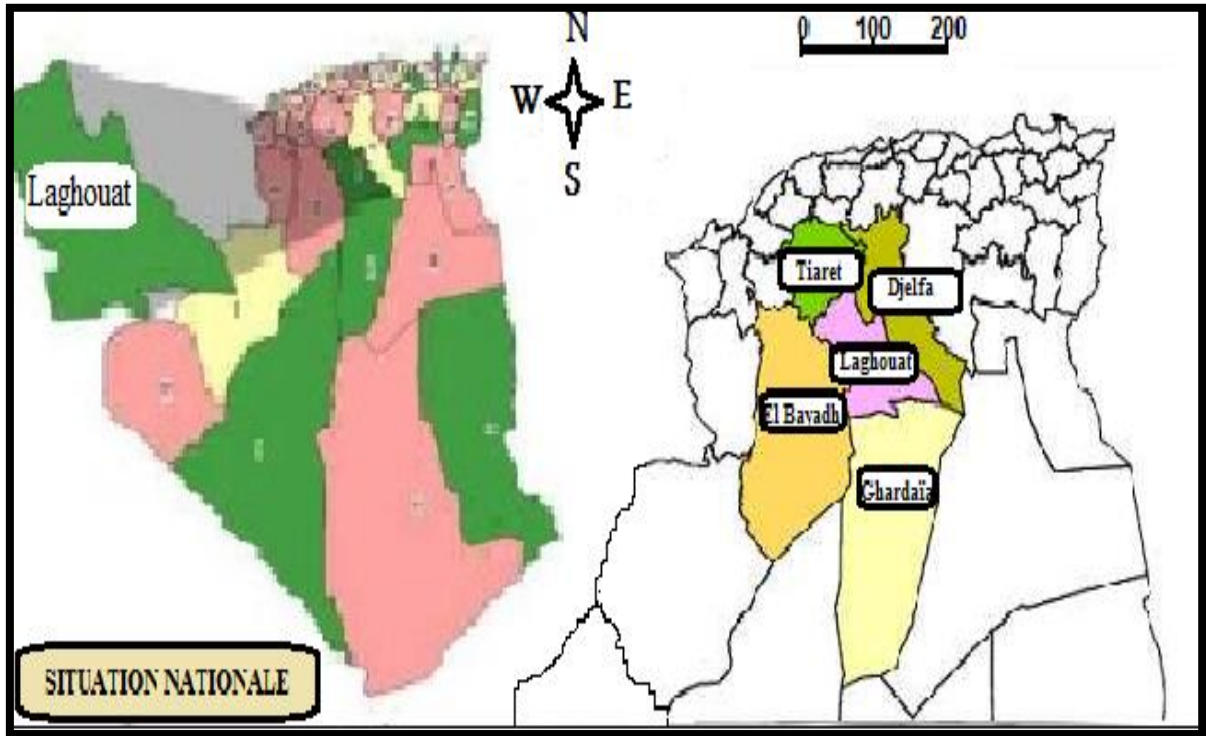 N
0 100 200
W E
S
Laghouat
Tiaret
Djelfa
Laghouat
El Bayadh
Ghardaïa
SITUATION NATIONALE